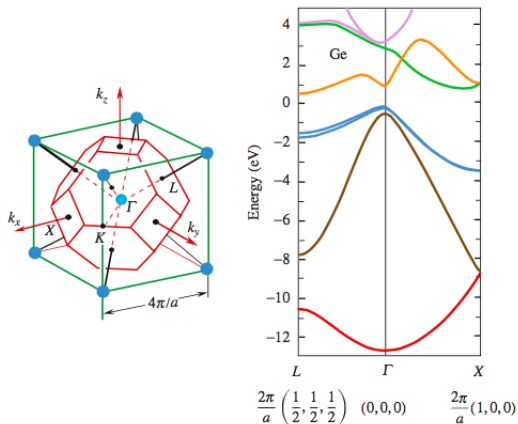 k_z
L
Γ
k_x
X
K
k_y
4π/a
Energy (eV)
4
2
0
−2
−4
−6
−8
−10
−12
Ge
L Γ X
2π/a (1/2, 1/2, 1/2) (0,0,0) 2π/a (1,0,0)